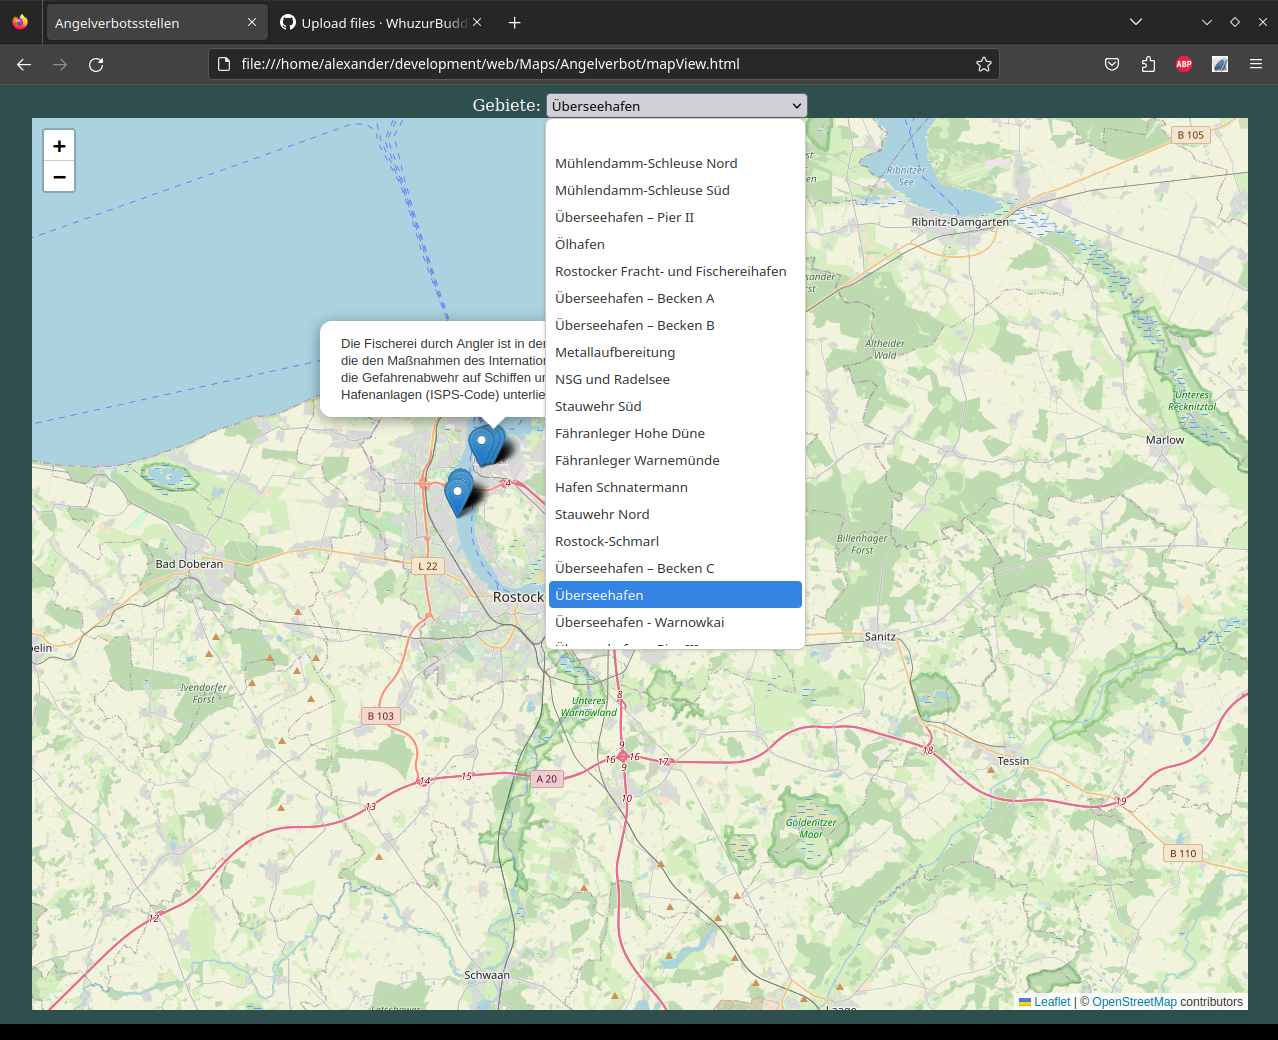 Angelverbotsstellen
Upload files · WhuzurBudd
file:///home/alexander/development/web/Maps/Angelverbot/mapView.html
ABP
Gebiete: Überseehafen
+
−
Mühlendamm-Schleuse Nord
Mühlendamm-Schleuse Süd
Überseehafen – Pier II
Ölhafen
Rostocker Fracht- und Fischereihafen
Überseehafen – Becken A
Überseehafen – Becken B
Metallaufbereitung
NSG und Radelsee
Stauwehr Süd
Fähranleger Hohe Düne
Fähranleger Warnemünde
Hafen Schnatermann
Stauwehr Nord
Rostock-Schmarl
Überseehafen – Becken C
Überseehafen
Überseehafen - Warnowkai
Die Fischerei durch Angler ist in der
die den Maßnahmen des Internation
die Gefahrenabwehr auf Schiffen un
Hafenanlagen (ISPS-Code) unterlie
B 105
Ribnitzer
See
Ribnitz-Damgarten
Altheider
Wald
Unteres
Recknitztal
Marlow
4
Billenhäger
Forst
Bad Doberan
L 22
Rostock
Sanitz
elin
Ivendorfer
Forst
B 103
8
Unteres
Warnowland
9
16
16
17
9
18
Tessin
14
15
A 20
10
13
19
Göldenitzer
Moor
B 110
12
Schwaan
Leaflet | © OpenStreetMap contributors